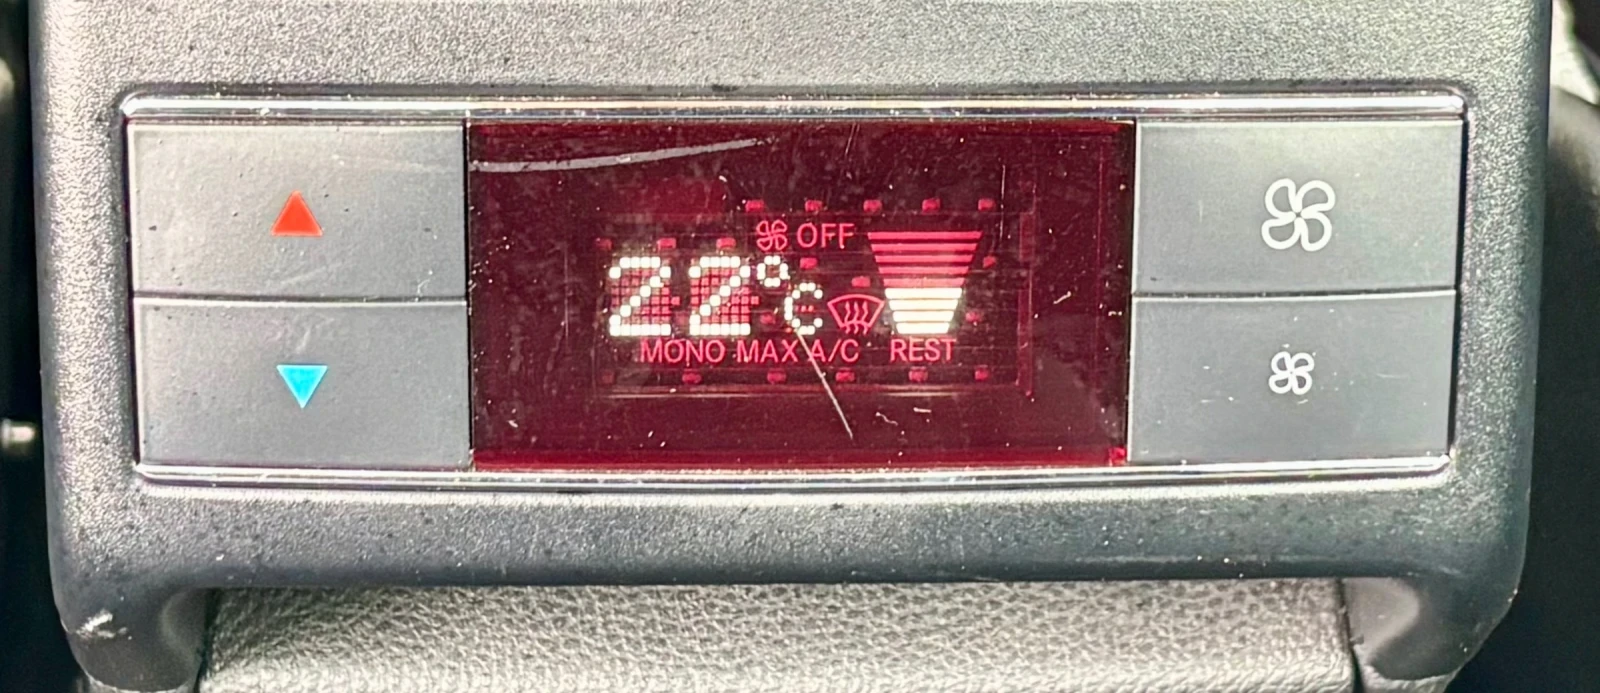 OFF
22°C
MONO MAX A/C REST